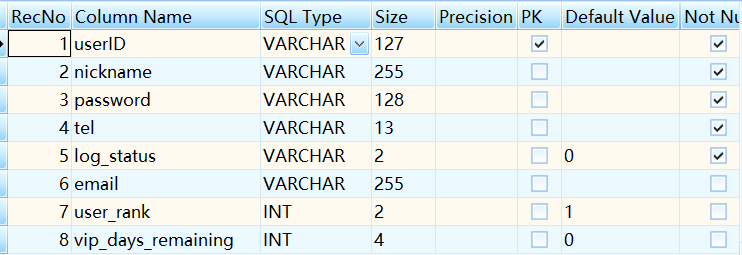 RecNo Column Name SQL Type Size Precision PK Default Value Not Nu
1 userID VARCHAR 127
2 nickname VARCHAR 255
3 password VARCHAR 128
4 tel VARCHAR 13
5 log_status VARCHAR 2 0
6 email VARCHAR 255
7 user_rank INT 2 1
8 vip_days_remaining INT 4 0